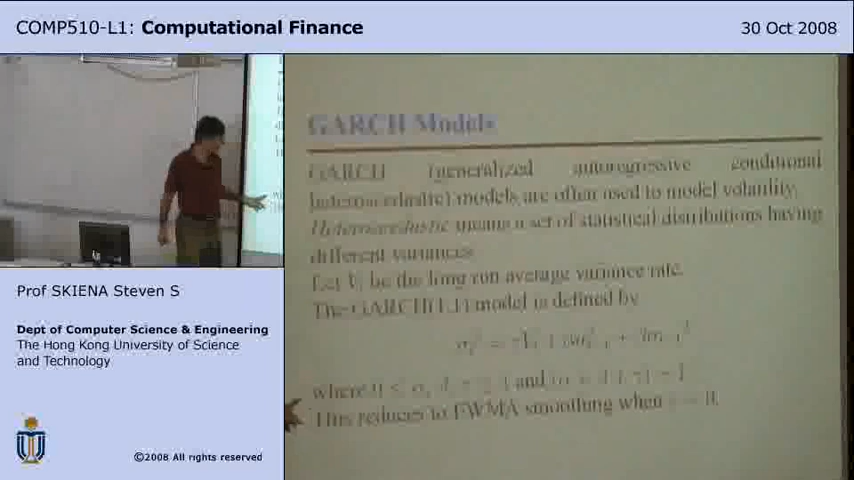 COMP510-L1: Computational Finance
30 Oct 2008
Prof SKIENA Steven S
Dept of Computer Science & Engineering
The Hong Kong University of Science
and Technology
©2008 All rights reserved
GARCH Models
GARCH (generalized autoregressive conditional
heteroscedastic) models are often used to model volatility.
Heteroscedastic means a set of statistical distributions having
different variances.
Let V be the long run average variance rate.
The GARCH(1,1) model is defined by
where and
This reduces to EWMA smoothing when